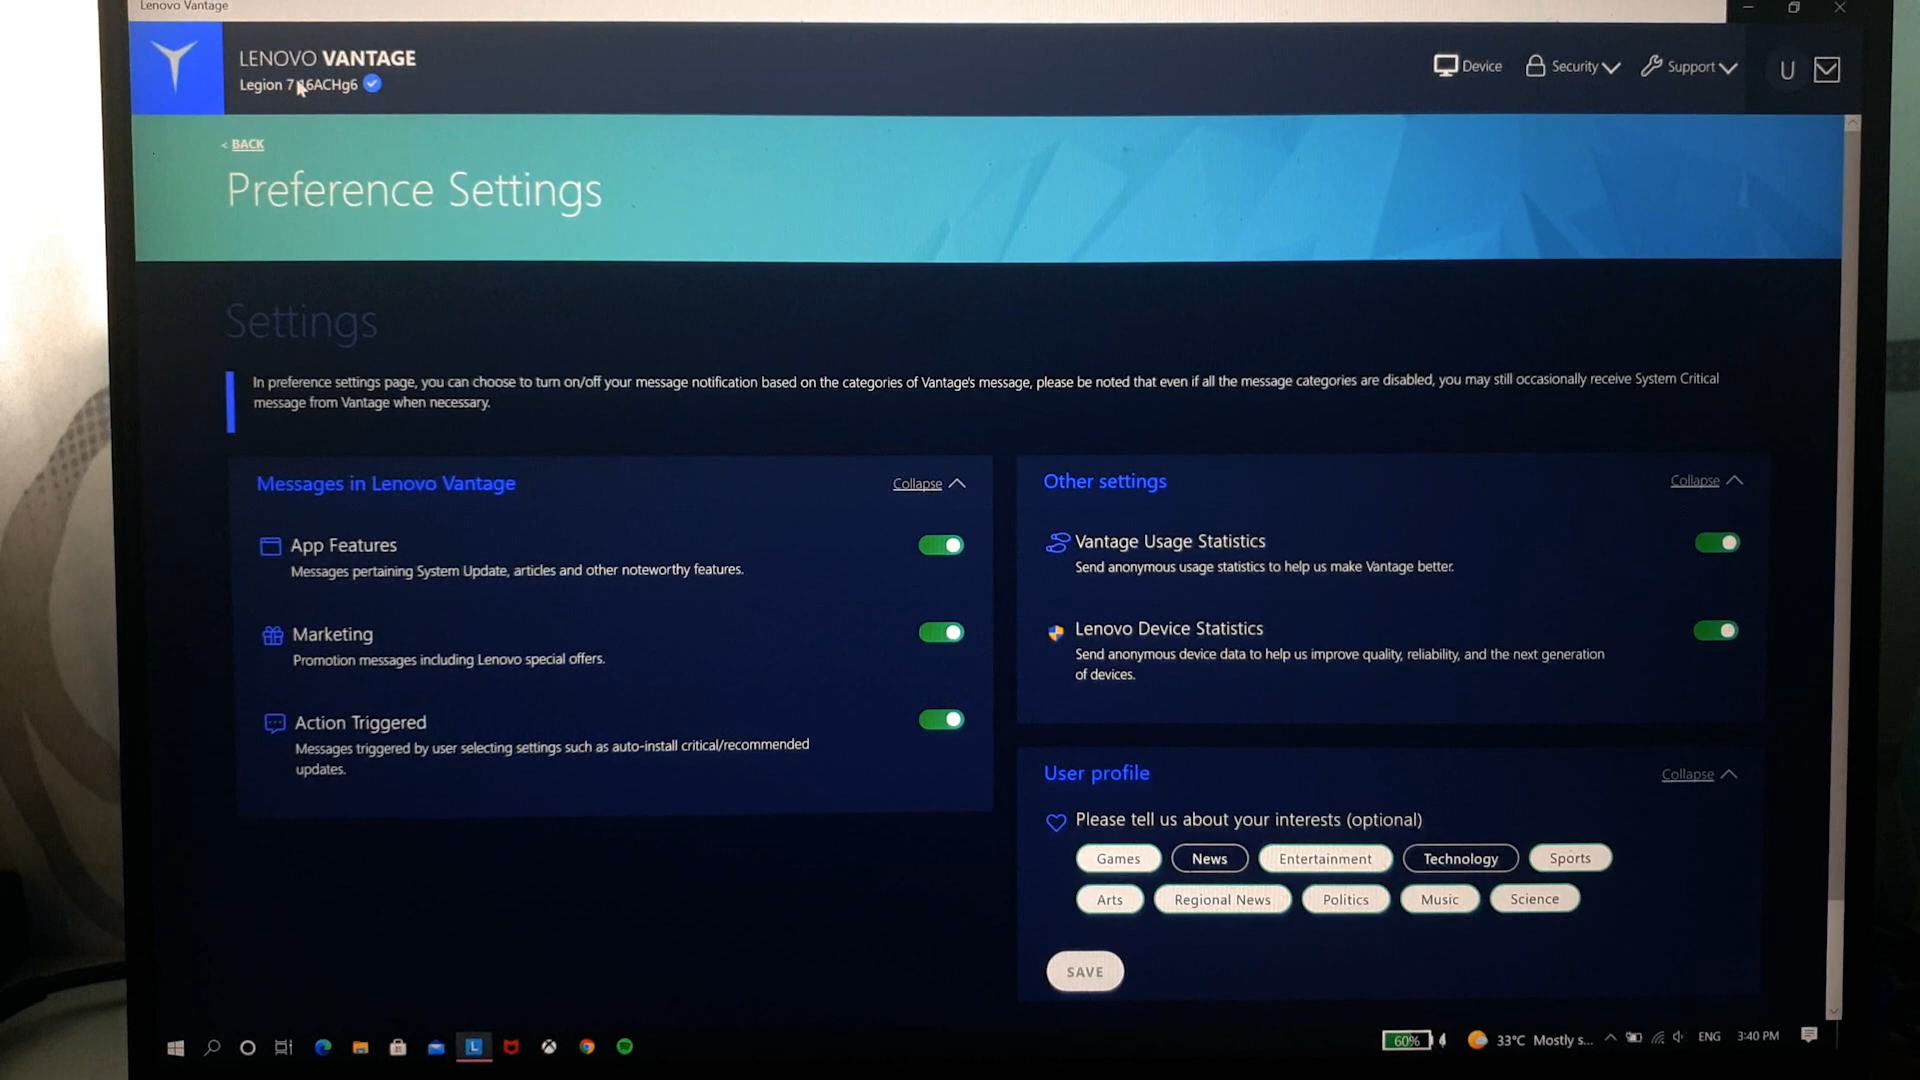 Lenovo Vantage
LENOVO VANTAGE
Legion 7 16ACHg6
Device
Security
Support
U
< BACK
Preference Settings
Settings
In preference settings page, you can choose to turn on/off your message notification based on the categories of Vantage's message, please be noted that even if all the message categories are disabled, you may still occasionally receive System Critical
message from Vantage when necessary.
Messages in Lenovo Vantage
Collapse
App Features
Messages pertaining System Update, articles and other noteworthy features.
Marketing
Promotion messages including Lenovo special offers.
Action Triggered
Messages triggered by user selecting settings such as auto-install critical/recommended
updates.
Other settings
Collapse
Vantage Usage Statistics
Send anonymous usage statistics to help us make Vantage better.
Lenovo Device Statistics
Send anonymous device data to help us improve quality, reliability, and the next generation
of devices.
User profile
Collapse
Please tell us about your interests (optional)
Games News Entertainment Technology Sports
Arts Regional News Politics Music Science
SAVE
L
60%
33°C Mostly s...
ENG
3:40 PM